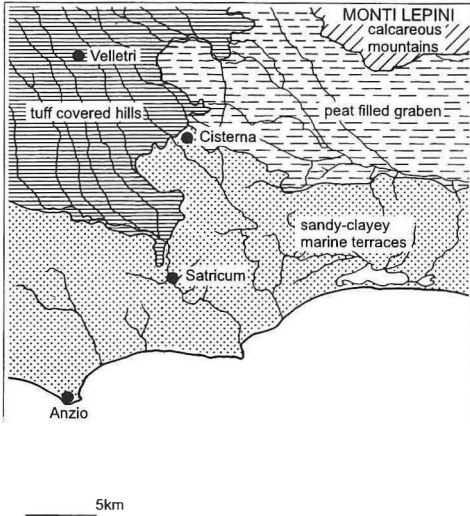 MONTI LEPINI
calcareous
mountains
Velletri
tuff covered hills
peat filled graben
Cisterna
sandy-clayey
marine terraces
Satricum
Anzio
5km